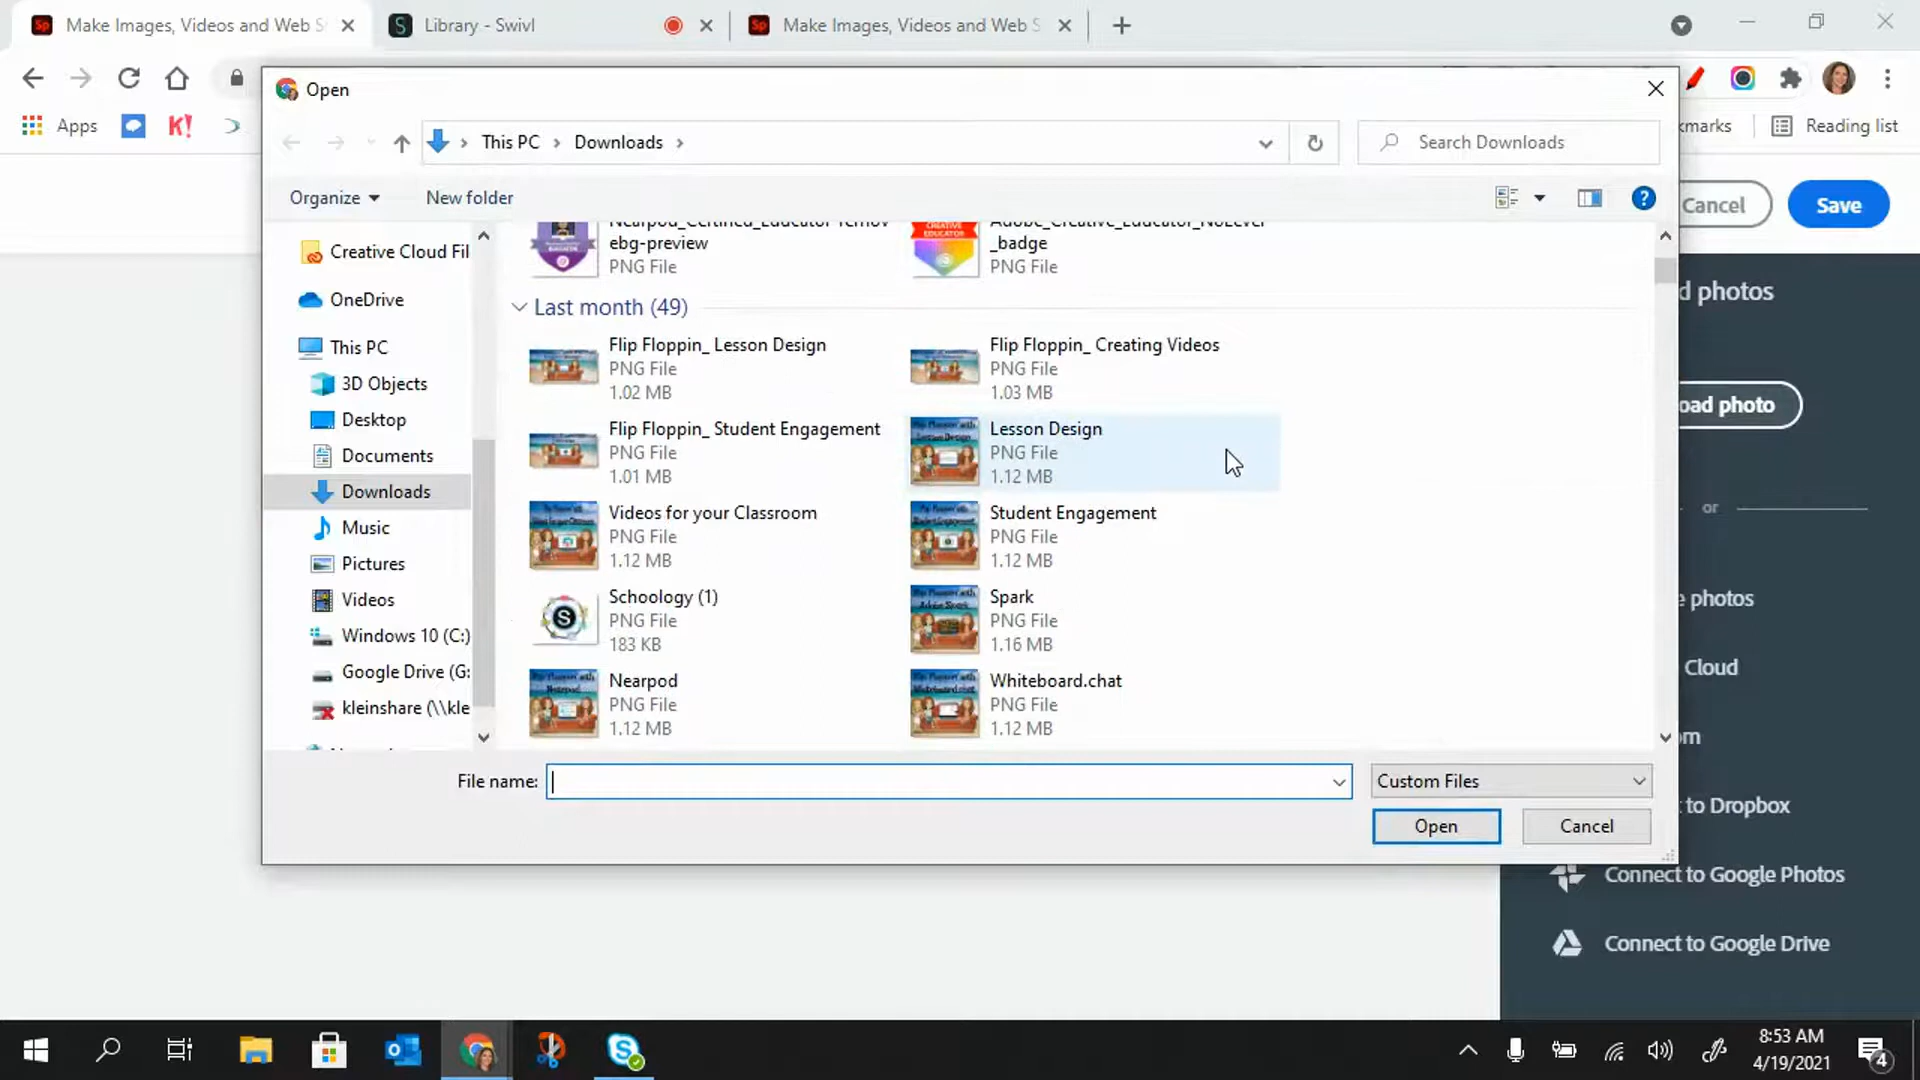 Make Images, Videos and Web S
Library - Swivl
Make Images, Videos and Web S
Open
Apps
K!
kmarks
Reading list
This PC
Downloads
Search Downloads
Organize
New folder
Cancel
Save
Creative Cloud Fil
OneDrive
This PC
3D Objects
Desktop
Documents
Downloads
Music
Pictures
Videos
Windows 10 (C:)
Google Drive (G:
kleinshare (\\kle
Nearpod_Certified_Educator-removebg-preview
PNG File
Adobe_Creative_Educator_NoLevel
_badge
PNG File
Last month (49)
Flip Floppin_ Lesson Design
PNG File
1.02 MB
Flip Floppin_ Creating Videos
PNG File
1.03 MB
Flip Floppin_ Student Engagement
PNG File
1.01 MB
Lesson Design
PNG File
1.12 MB
Videos for your Classroom
PNG File
1.12 MB
Student Engagement
PNG File
1.12 MB
Schoology (1)
PNG File
183 KB
Spark
PNG File
1.16 MB
Nearpod
PNG File
1.12 MB
Whiteboard.chat
PNG File
1.12 MB
File name:
Custom Files
Open
Cancel
d photos
oad photo
or
e photos
Cloud
om
to Dropbox
Connect to Google Photos
Connect to Google Drive
8:53 AM
4/19/2021
4